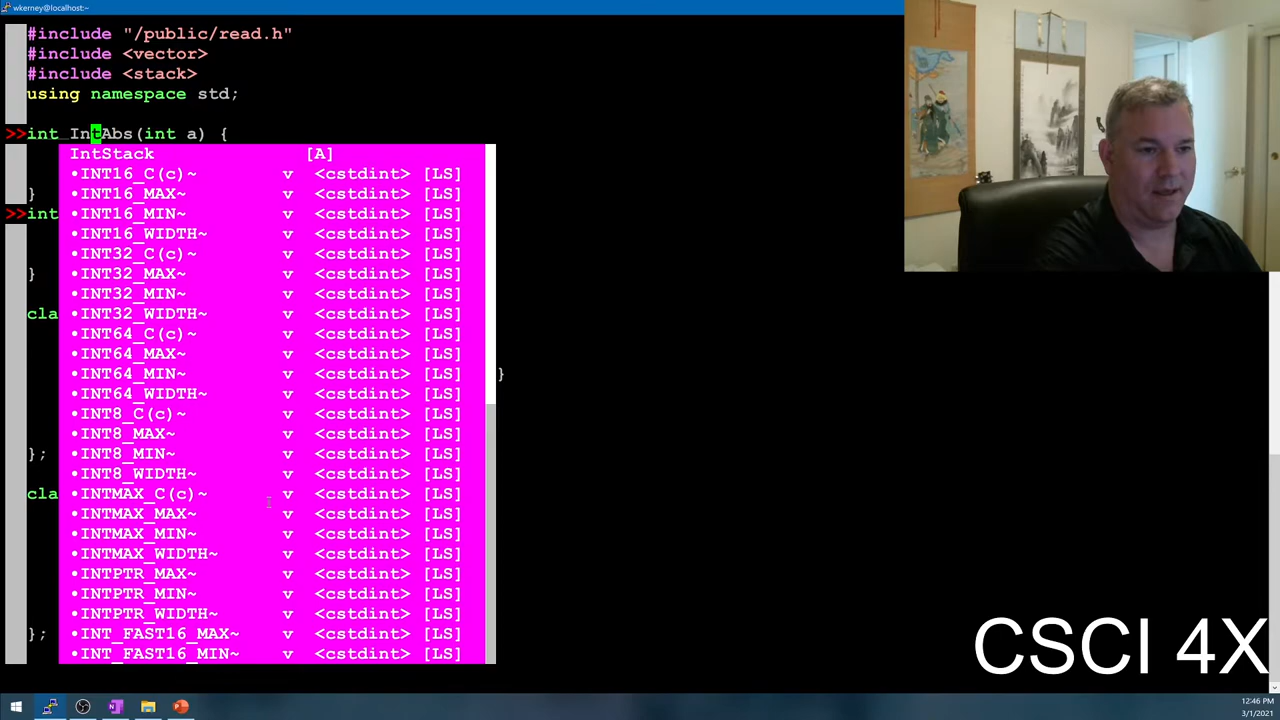 wkerney@localhost:~
#include "/public/read.h"
#include <vector>
#include <stack>
using namespace std;
>>int IntAbs(int a) {
IntStack [A]
•INT16_C(c)~ v <cstdint> [LS]
} •INT16_MAX~ v <cstdint> [LS]
>>int •INT16_MIN~ v <cstdint> [LS]
•INT16_WIDTH~ v <cstdint> [LS]
•INT32_C(c)~ v <cstdint> [LS]
} •INT32_MAX~ v <cstdint> [LS]
•INT32_MIN~ v <cstdint> [LS]
cla •INT32_WIDTH~ v <cstdint> [LS]
•INT64_C(c)~ v <cstdint> [LS]
•INT64_MAX~ v <cstdint> [LS]
•INT64_MIN~ v <cstdint> [LS] }
•INT64_WIDTH~ v <cstdint> [LS]
•INT8_C(c)~ v <cstdint> [LS]
•INT8_MAX~ v <cstdint> [LS]
}; •INT8_MIN~ v <cstdint> [LS]
•INT8_WIDTH~ v <cstdint> [LS]
cla •INTMAX_C(c)~ v <cstdint> [LS]
•INTMAX_MAX~ v <cstdint> [LS]
•INTMAX_MIN~ v <cstdint> [LS]
•INTMAX_WIDTH~ v <cstdint> [LS]
•INTPTR_MAX~ v <cstdint> [LS]
•INTPTR_MIN~ v <cstdint> [LS]
•INTPTR_WIDTH~ v <cstdint> [LS]
}; •INT_FAST16_MAX~ v <cstdint> [LS]
•INT_FAST16_MIN~ v <cstdint> [LS]
CSCI 4X
12:46 PM
3/1/2021